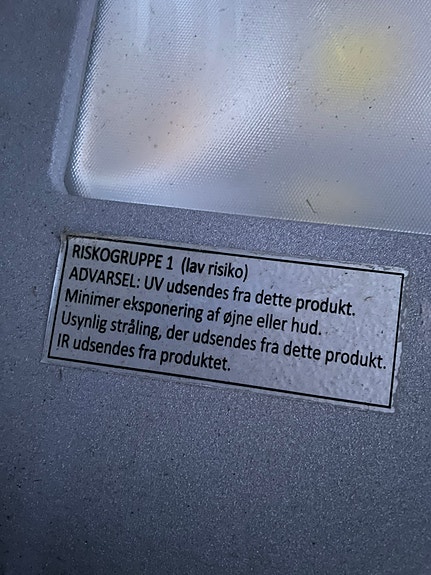 RISKOGRUPPE 1 (lav risiko)
ADVARSEL: UV udsendes fra dette produkt.
Minimer eksponering af øjne eller hud.
Usynlig stråling, der udsendes fra dette produkt.
IR udsendes fra produktet.